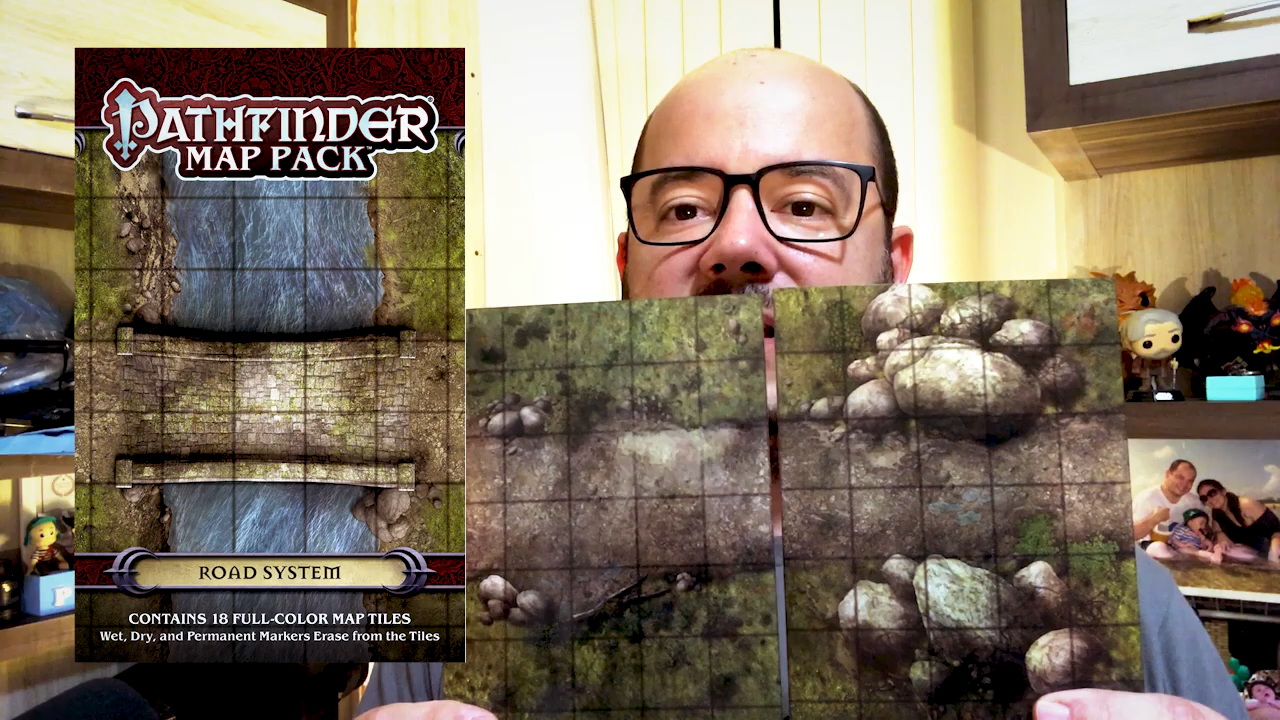 PATHFINDER®
MAP PACK™
ROAD SYSTEM
CONTAINS 18 FULL-COLOR MAP TILES
Wet, Dry, and Permanent Markers Erase from the Tiles